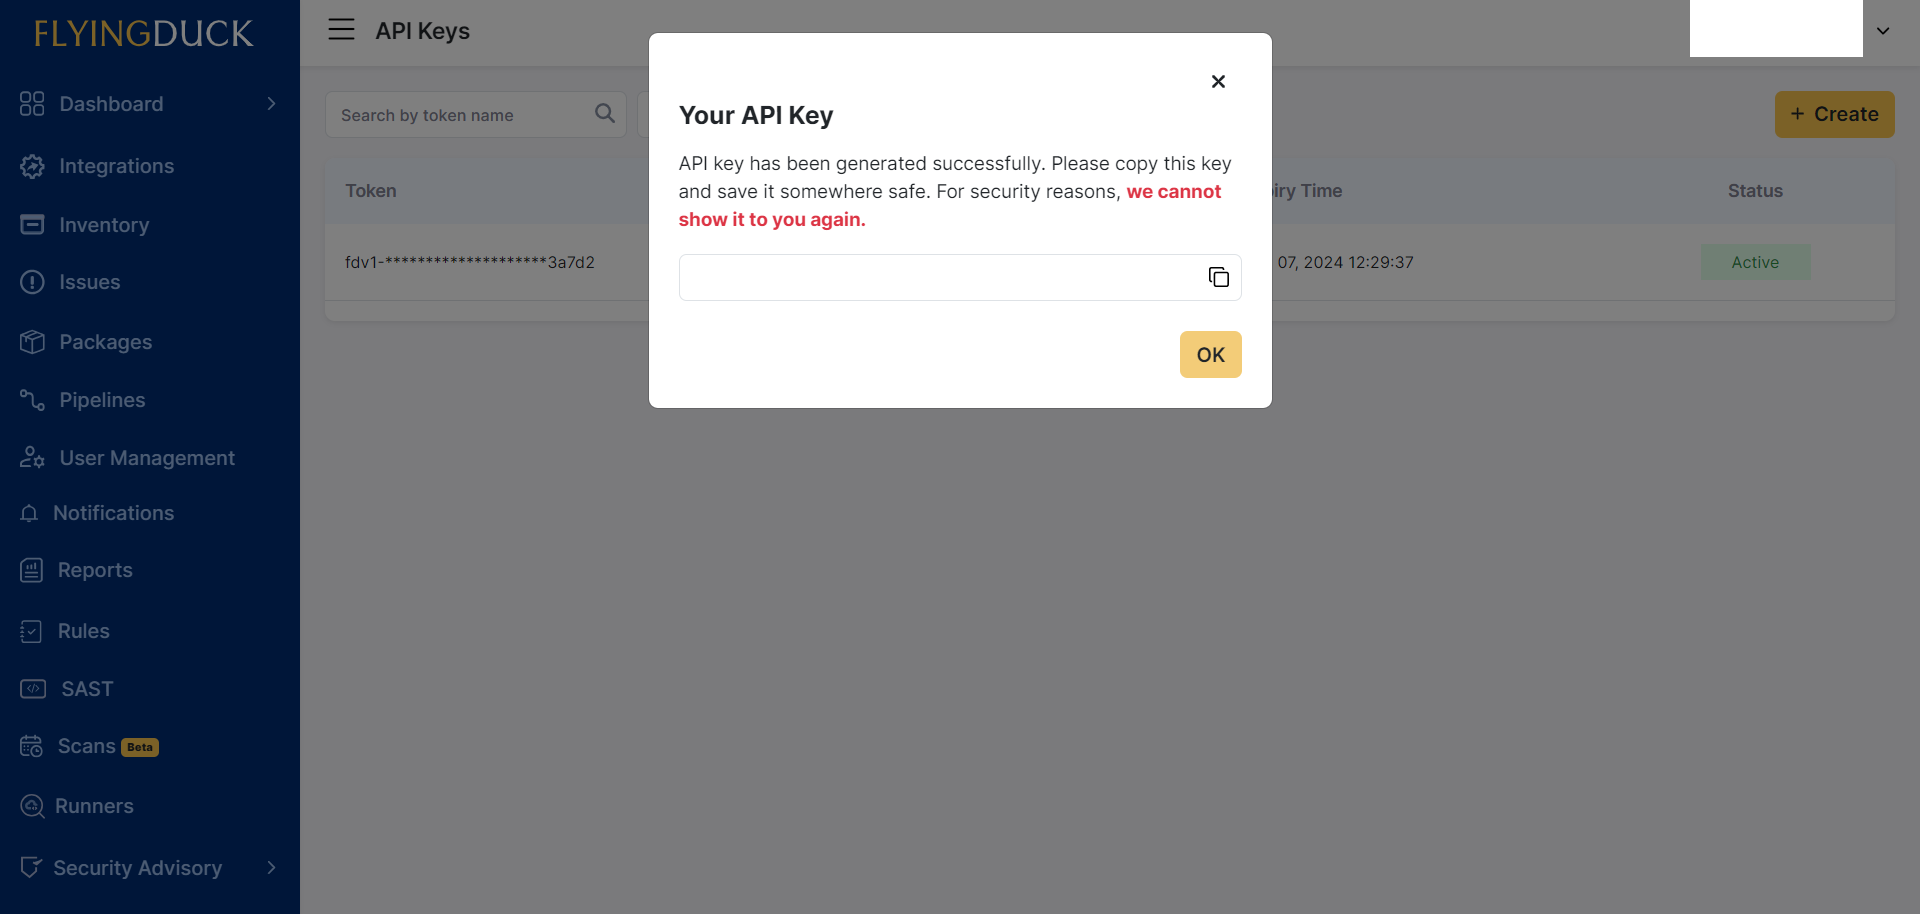 FLYINGDUCK
Dashboard
Integrations
Inventory
Issues
Packages
Pipelines
User Management
Notifications
Reports
Rules
SAST
Scans Beta
Runners
Security Advisory
API Keys
Search by token name
+ Create
Token
iry Time
Status
fdv1-********************3a7d2
07, 2024 12:29:37
Active
Your API Key
API key has been generated successfully. Please copy this key
and save it somewhere safe. For security reasons, we cannot
show it to you again.
OK